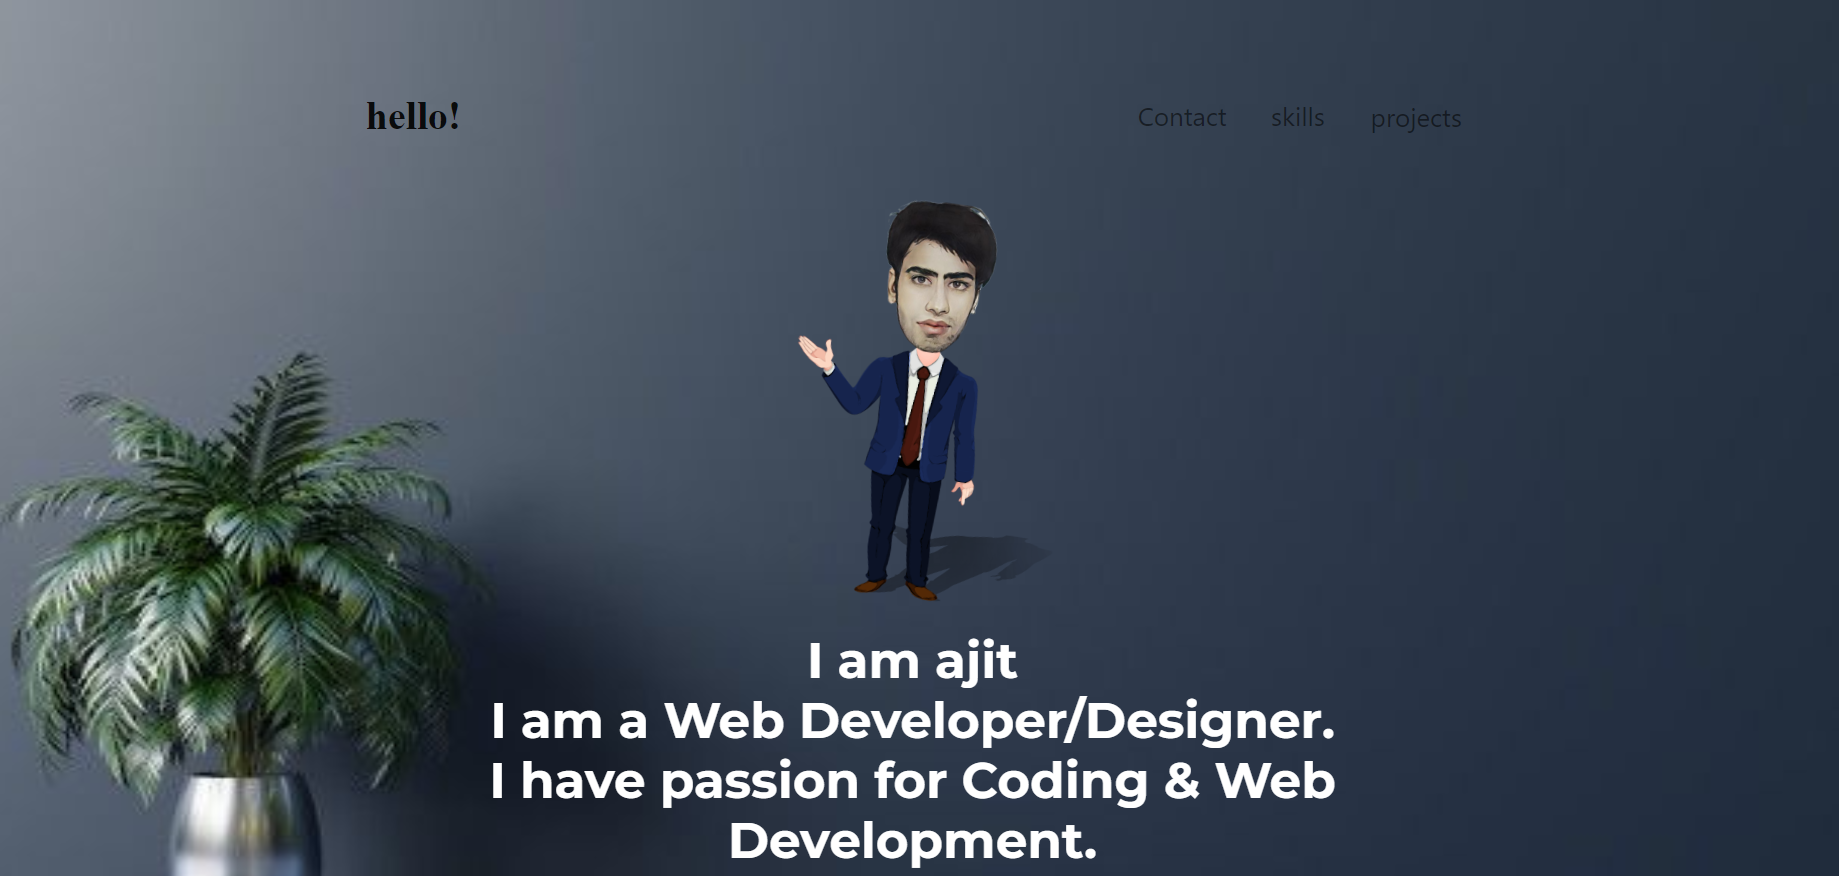 hello!
Contact skills projects
I am ajit
I am a Web Developer/Designer.
I have passion for Coding & Web
Development.